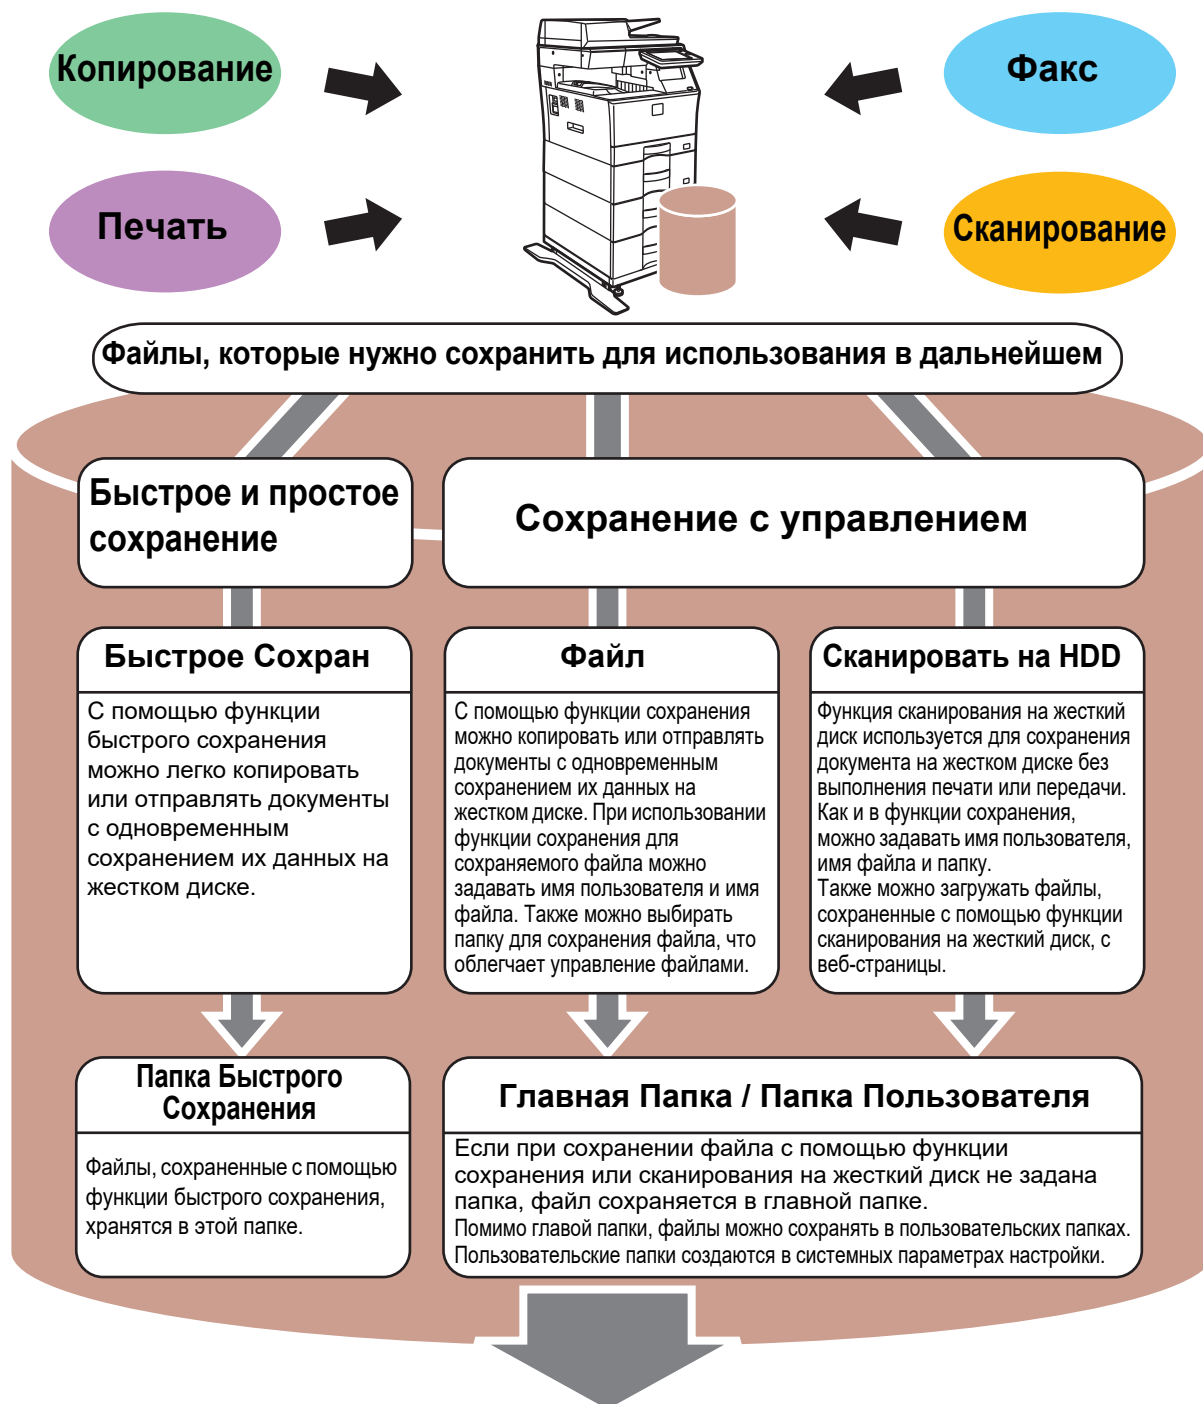 Копирование
Факс
Печать
Сканирование
Файлы, которые нужно сохранить для использования в дальнейшем
Быстрое и простое
сохранение
Сохранение с управлением
Быстрое Сохран
С помощью функции
быстрого сохранения
можно легко копировать
или отправлять документы
с одновременным
сохранением их данных на
жестком диске.
Файл
С помощью функции сохранения
можно копировать или отправлять
документы с одновременным
сохранением их данных на
жестком диске. При использовании
функции сохранения для
сохраняемого файла можно
задавать имя пользователя и имя
файла. Также можно выбирать
папку для сохранения файла, что
облегчает управление файлами.
Сканировать на HDD
Функция сканирования на жесткий
диск используется для сохранения
документа на жестком диске без
выполнения печати или передачи.
Как и в функции сохранения,
можно задавать имя пользователя,
имя файла и папку.
Также можно загружать файлы,
сохраненные с помощью функции
сканирования на жесткий диск, с
веб-страницы.
Папка Быстрого
Сохранения
Файлы, сохраненные с помощью
функции быстрого сохранения,
хранятся в этой папке.
Главная Папка / Папка Пользователя
Если при сохранении файла с помощью функции
сохранения или сканирования на жесткий диск не задана
папка, файл сохраняется в главной папке.
Помимо главой папки, файлы можно сохранять в пользовательских папках.
Пользовательские папки создаются в системных параметрах настройки.